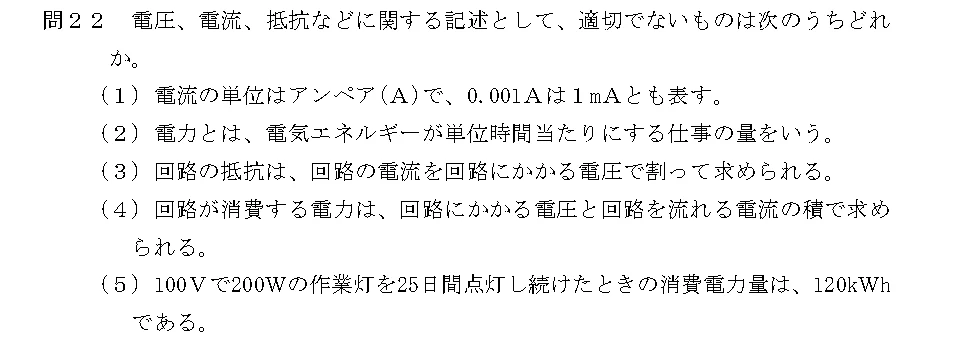 問２２　電圧、電流、抵抗などに関する記述として、適切でないものは次のうちどれ
か。
（１）電流の単位はアンペア（Ａ）で、0.001Ａは１mＡとも表す。
（２）電力とは、電気エネルギーが単位時間当たりにする仕事の量をいう。
（３）回路の抵抗は、回路の電流を回路にかかる電圧で割って求められる。
（４）回路が消費する電力は、回路にかかる電圧と回路を流れる電流の積で求め
られる。
（５）100Ｖで200Wの作業灯を25日間点灯し続けたときの消費電力量は、120kWh
である。